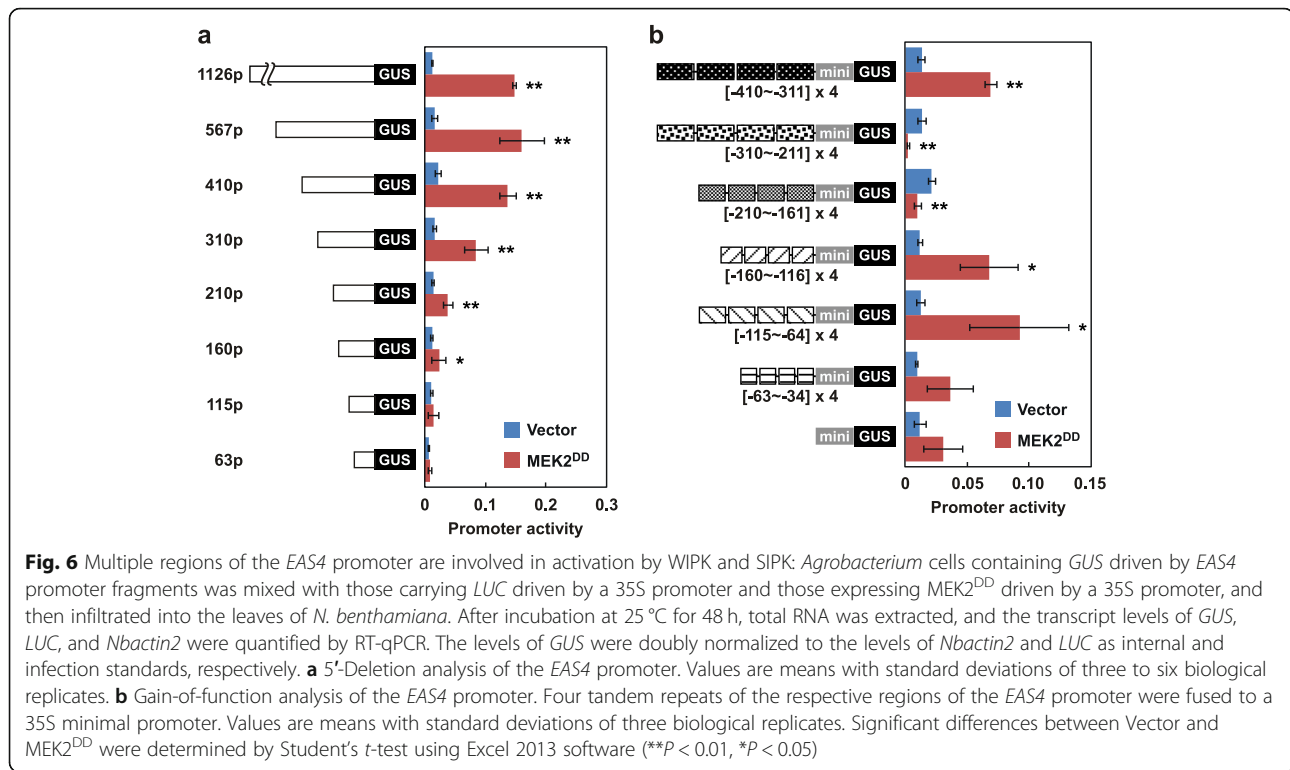 a
1126p GUS **
567p GUS **
410p GUS **
310p GUS **
210p GUS **
160p GUS *
115p GUS
63p GUS
Vector
MEK2DD
0 0.1 0.2 0.3
Promoter activity
b
mini GUS **
[-410~-311] x 4
mini GUS **
[-310~-211] x 4
mini GUS **
[-210~-161] x 4
mini GUS *
[-160~-116] x 4
mini GUS *
[-115~-64] x 4
mini GUS
[-63~-34] x 4
mini GUS
Vector
MEK2DD
0 0.05 0.10 0.15
Promoter activity
Fig. 6 Multiple regions of the EAS4 promoter are involved in activation by WIPK and SIPK: Agrobacterium cells containing GUS driven by EAS4
promoter fragments was mixed with those carrying LUC driven by a 35S promoter and those expressing MEK2DD driven by a 35S promoter, and
then infiltrated into the leaves of N. benthamiana. After incubation at 25 °C for 48 h, total RNA was extracted, and the transcript levels of GUS,
LUC, and Nbactin2 were quantified by RT-qPCR. The levels of GUS were doubly normalized to the levels of Nbactin2 and LUC as internal and
infection standards, respectively. a 5′-Deletion analysis of the EAS4 promoter. Values are means with standard deviations of three to six biological
replicates. b Gain-of-function analysis of the EAS4 promoter. Four tandem repeats of the respective regions of the EAS4 promoter were fused to a
35S minimal promoter. Values are means with standard deviations of three biological replicates. Significant differences between Vector and
MEK2DD were determined by Student's t-test using Excel 2013 software (**P < 0.01, *P < 0.05)